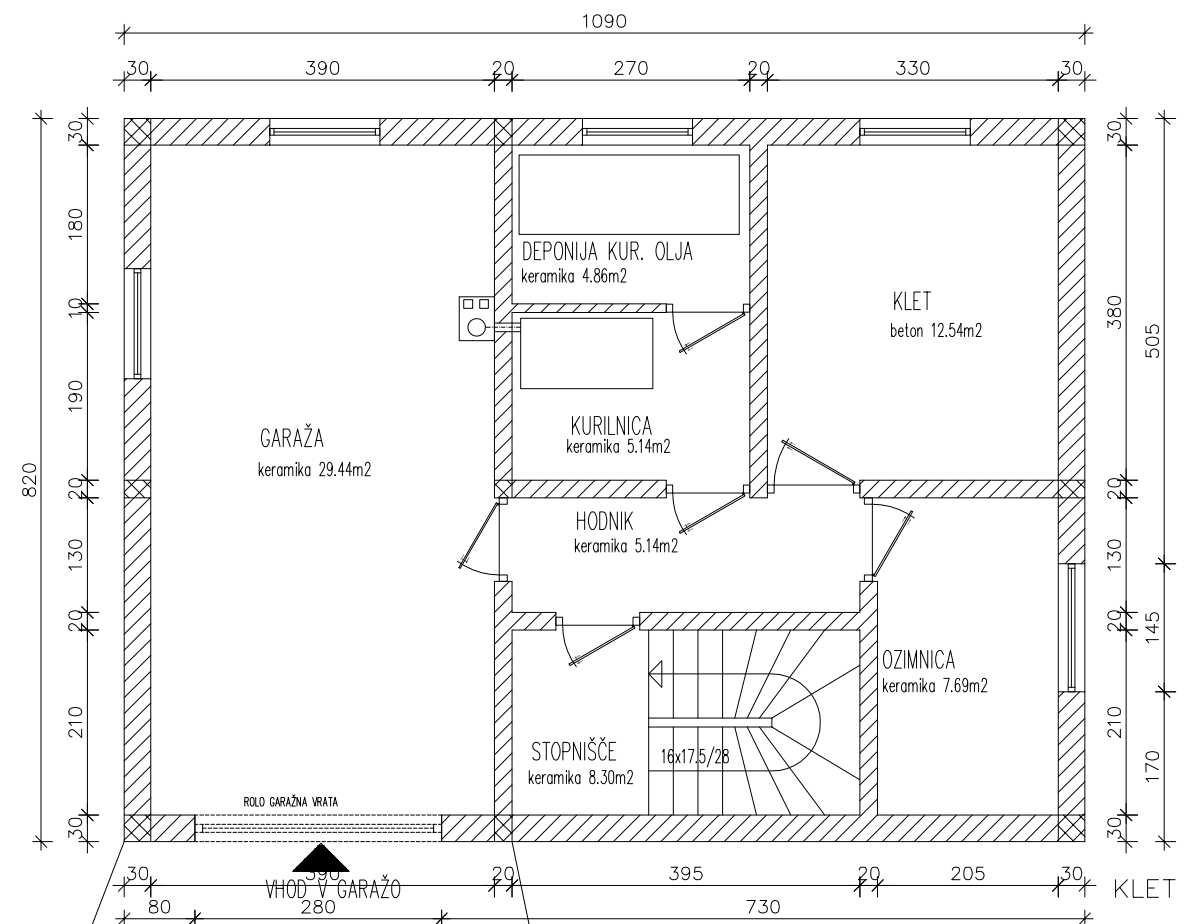 1090
30 390 20 270 20 330 30
30
180
10
190
20
130
20
210
30
820
30
380
20
130
20
210
30
505
145
170
DEPONIJA KUR. OLJA
keramika 4.86m2
KLET
beton 12.54m2
GARAŽA
keramika 29.44m2
KURILNICA
keramika 5.14m2
HODNIK
keramika 5.14m2
OZIMNICA
keramika 7.69m2
STOPNIŠČE
keramika 8.30m2
16x17.5/28
ROLO GARAŽNA VRATA
30 390 20 395 20 205 30
VHOD V GARAŽO
KLET
80 280 730